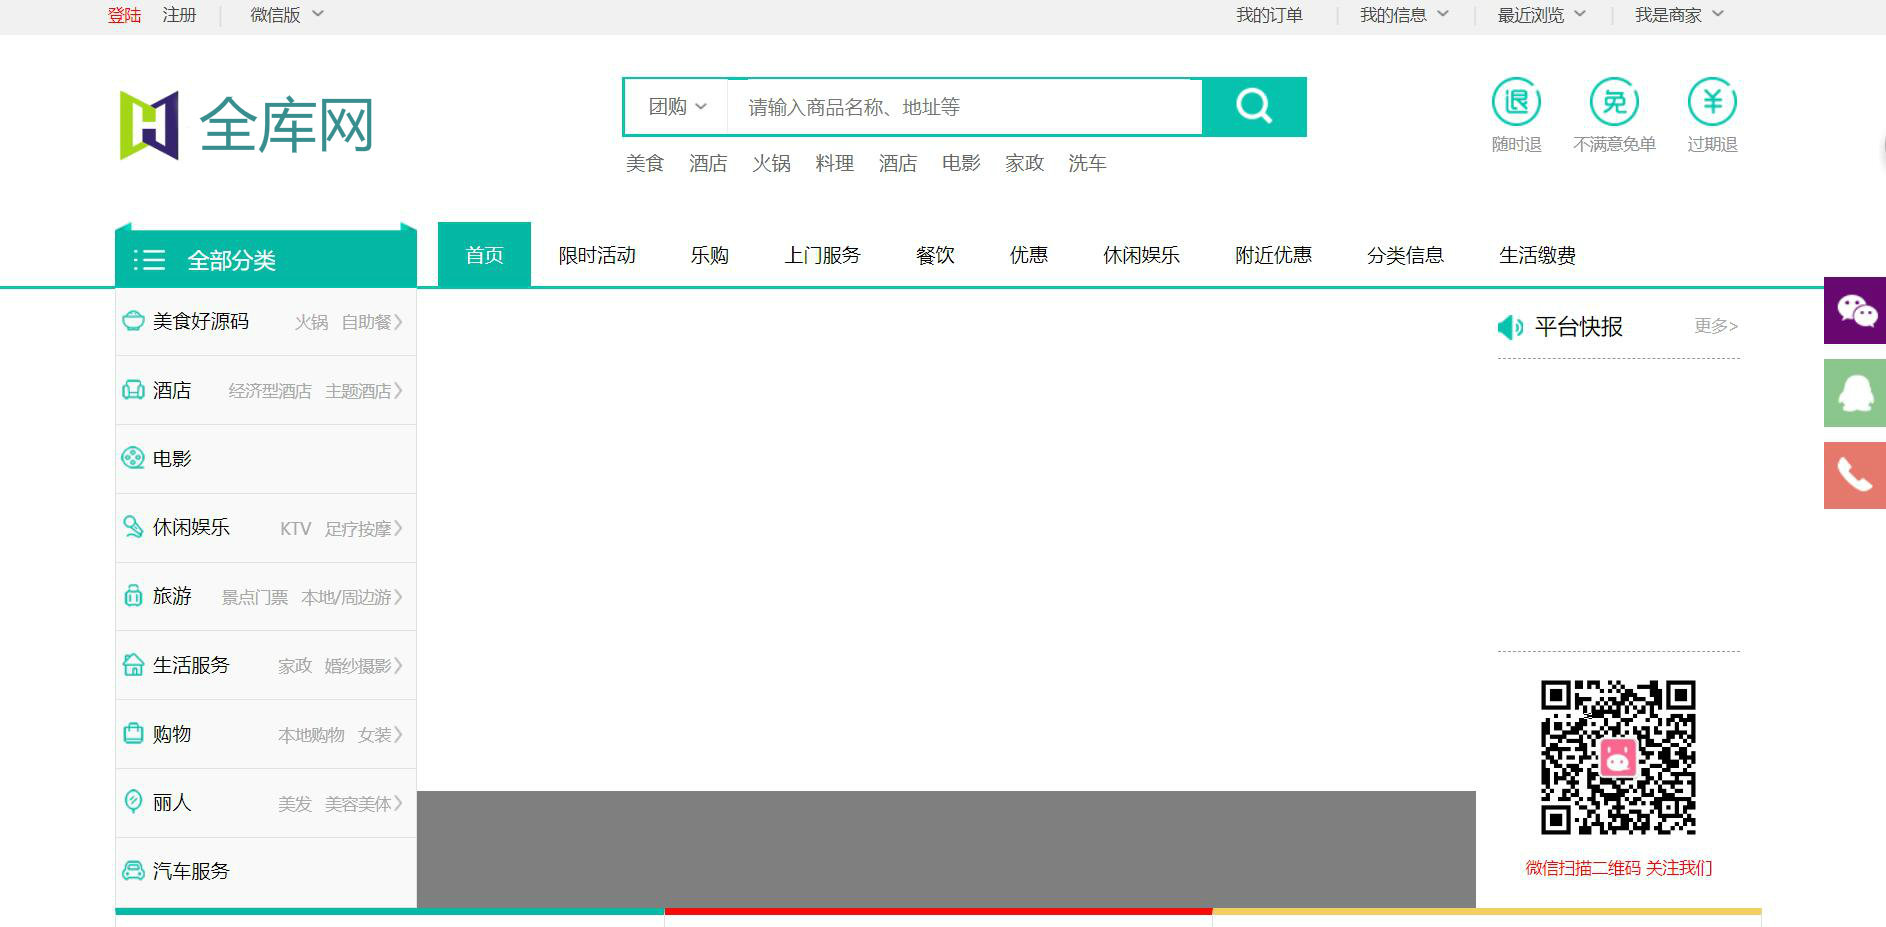 登陆 注册 微信版 我的订单 我的信息 最近浏览 我是商家
全库网
团购 请输入商品名称、地址等
美食 酒店 火锅 料理 酒店 电影 家政 洗车
退 免 ¥
随时退 不满意免单 过期退
全部分类
首页 限时活动 乐购 上门服务 餐饮 优惠 休闲娱乐 附近优惠 分类信息 生活缴费
美食好源码 火锅 自助餐
酒店 经济型酒店 主题酒店
电影
休闲娱乐 KTV 足疗按摩
旅游 景点门票 本地/周边游
生活服务 家政 婚纱摄影
购物 本地购物 女装
丽人 美发 美容美体
汽车服务
平台快报 更多>
微信扫描二维码 关注我们